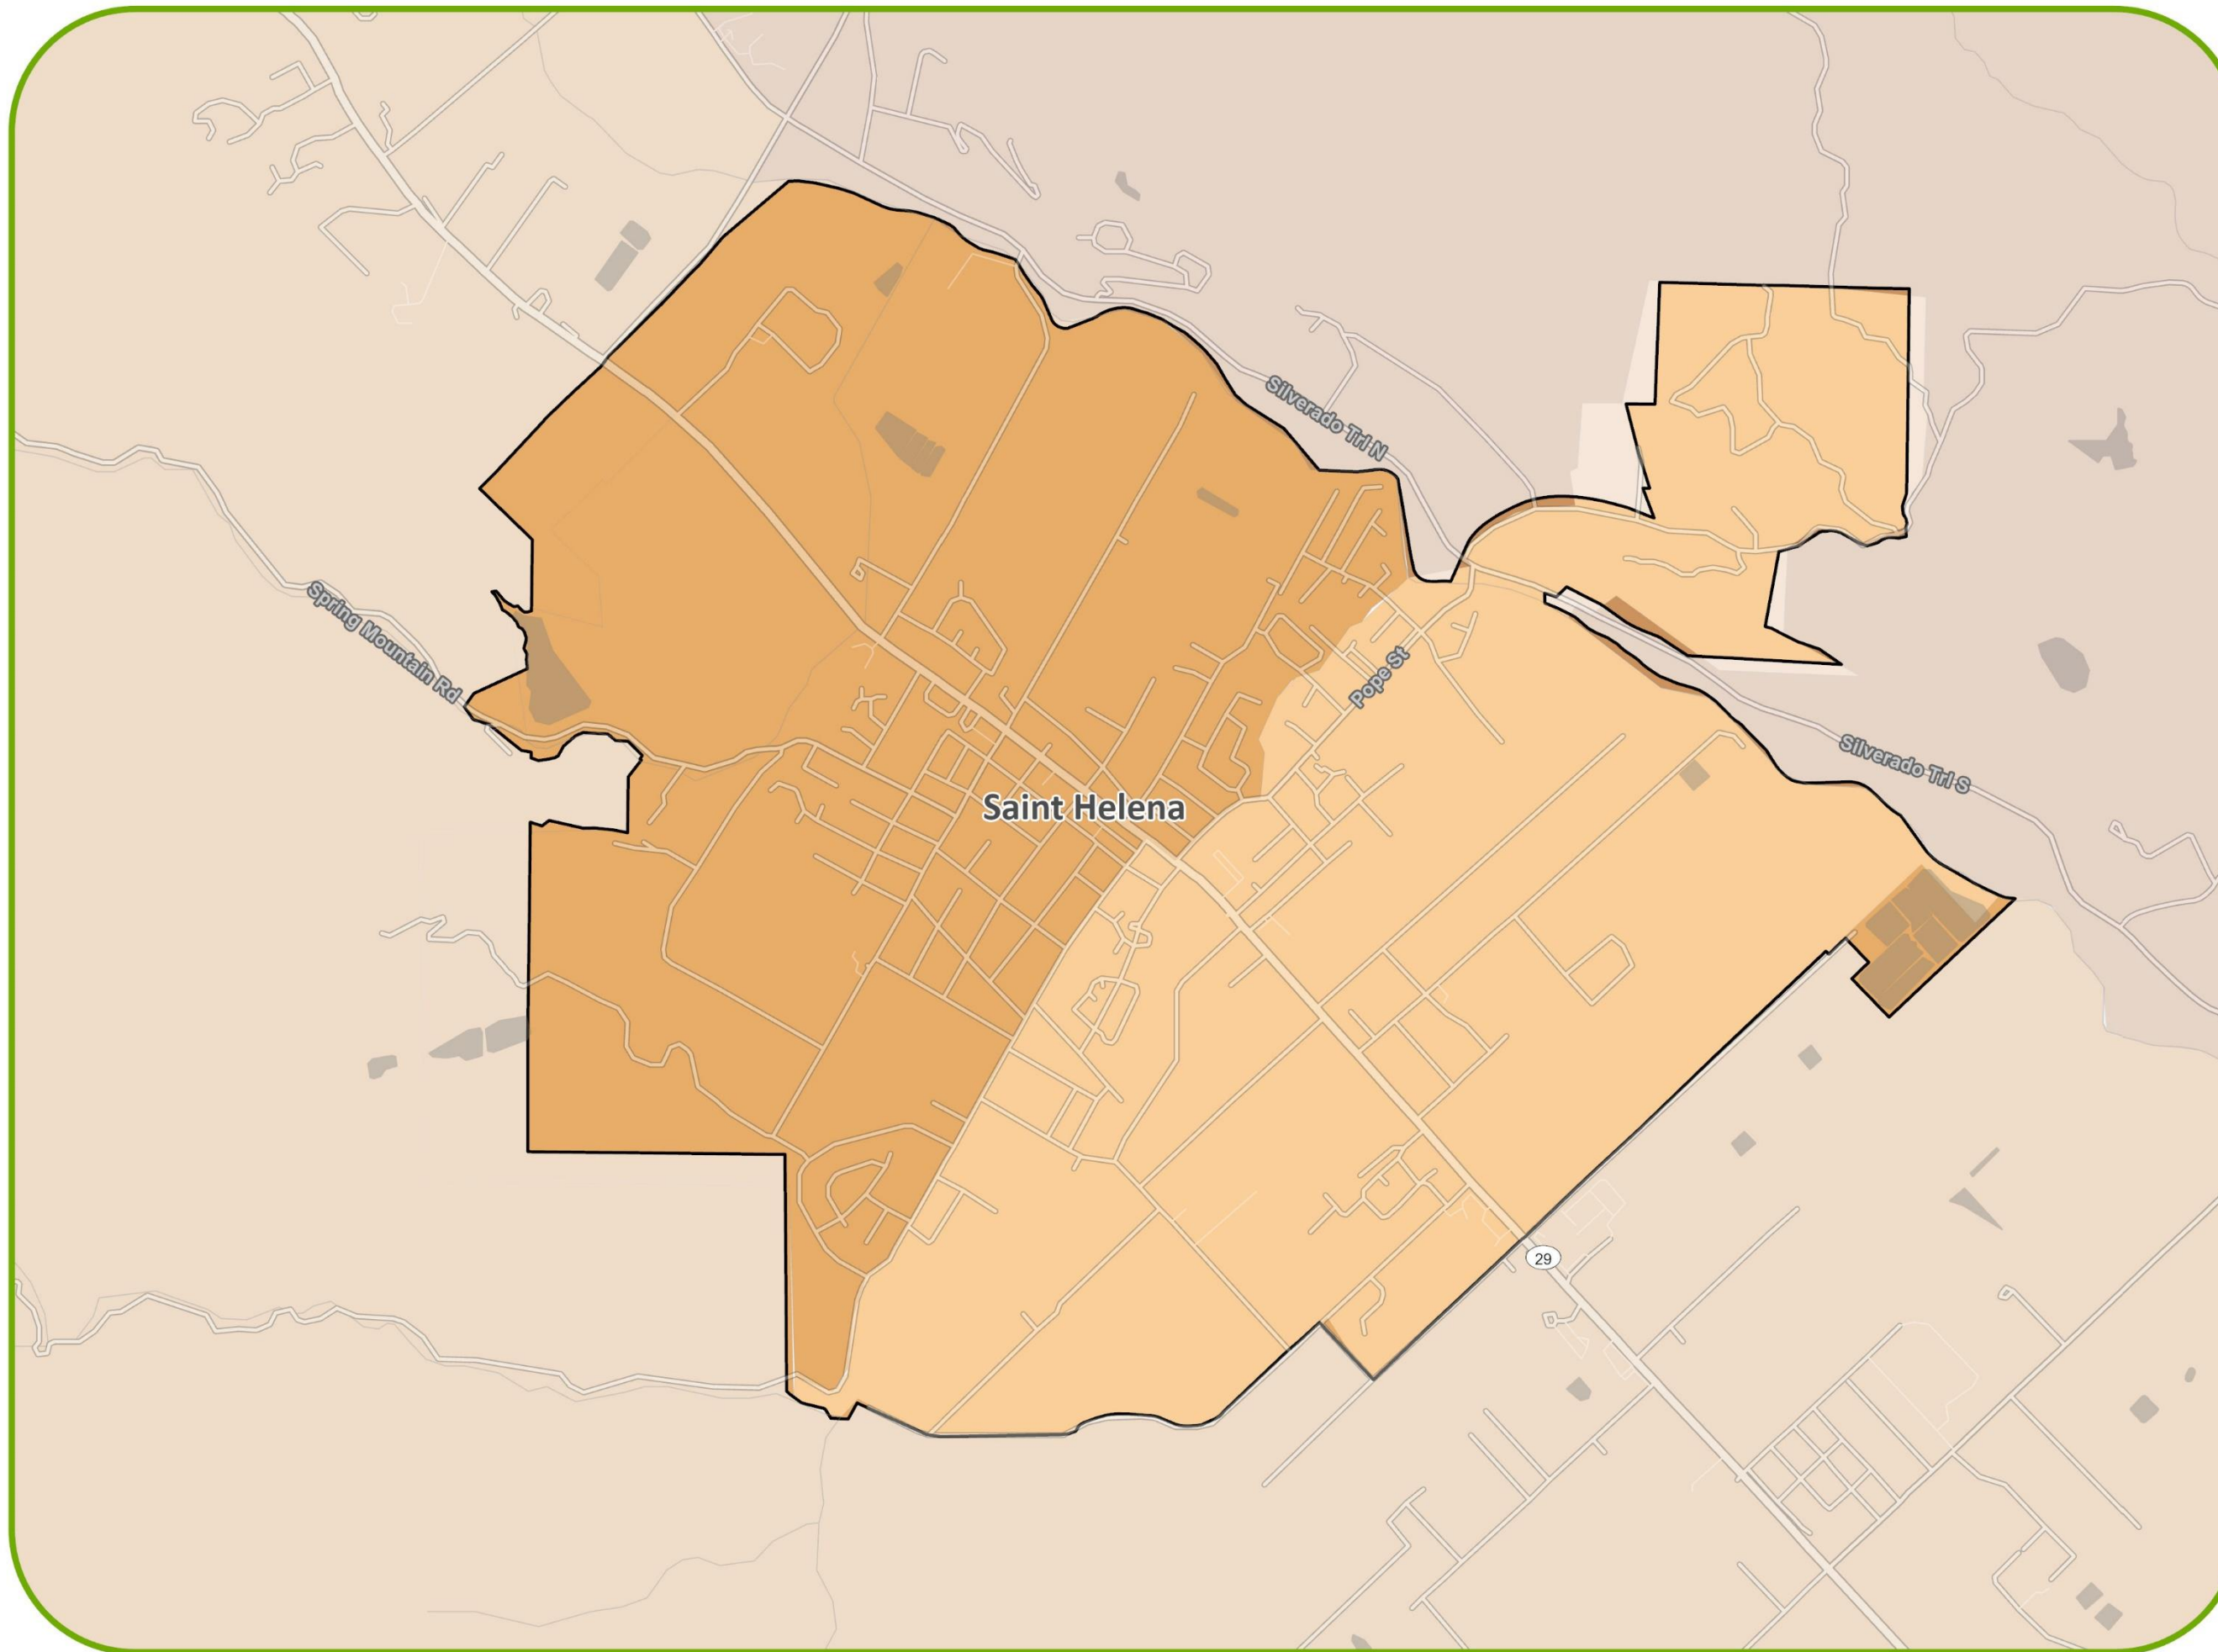 Silverado Trl N
Spring Mountain Rd
Pope St
Silverado Trl S
Saint Helena
29